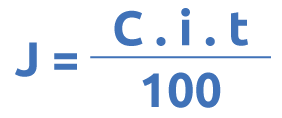 J = C . i . t
100